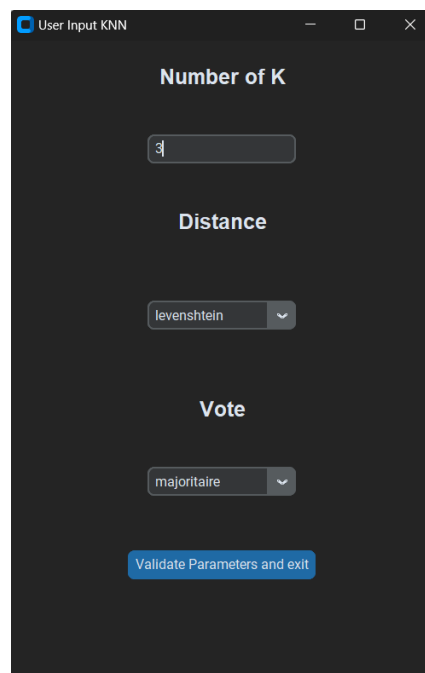 User Input KNN
Number of K
3
Distance
levenshtein
Vote
majoritaire
Validate Parameters and exit